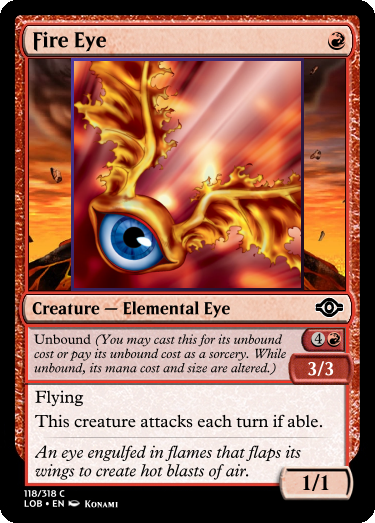 Fire Eye
Creature — Elemental Eye
Unbound (You may cast this for its unbound
cost or pay its unbound cost as a sorcery. While
unbound, its mana cost and size are altered.)
4
3/3
Flying
This creature attacks each turn if able.
An eye engulfed in flames that flaps its
wings to create hot blasts of air.
1/1
118/318 C
LOB • EN Konami